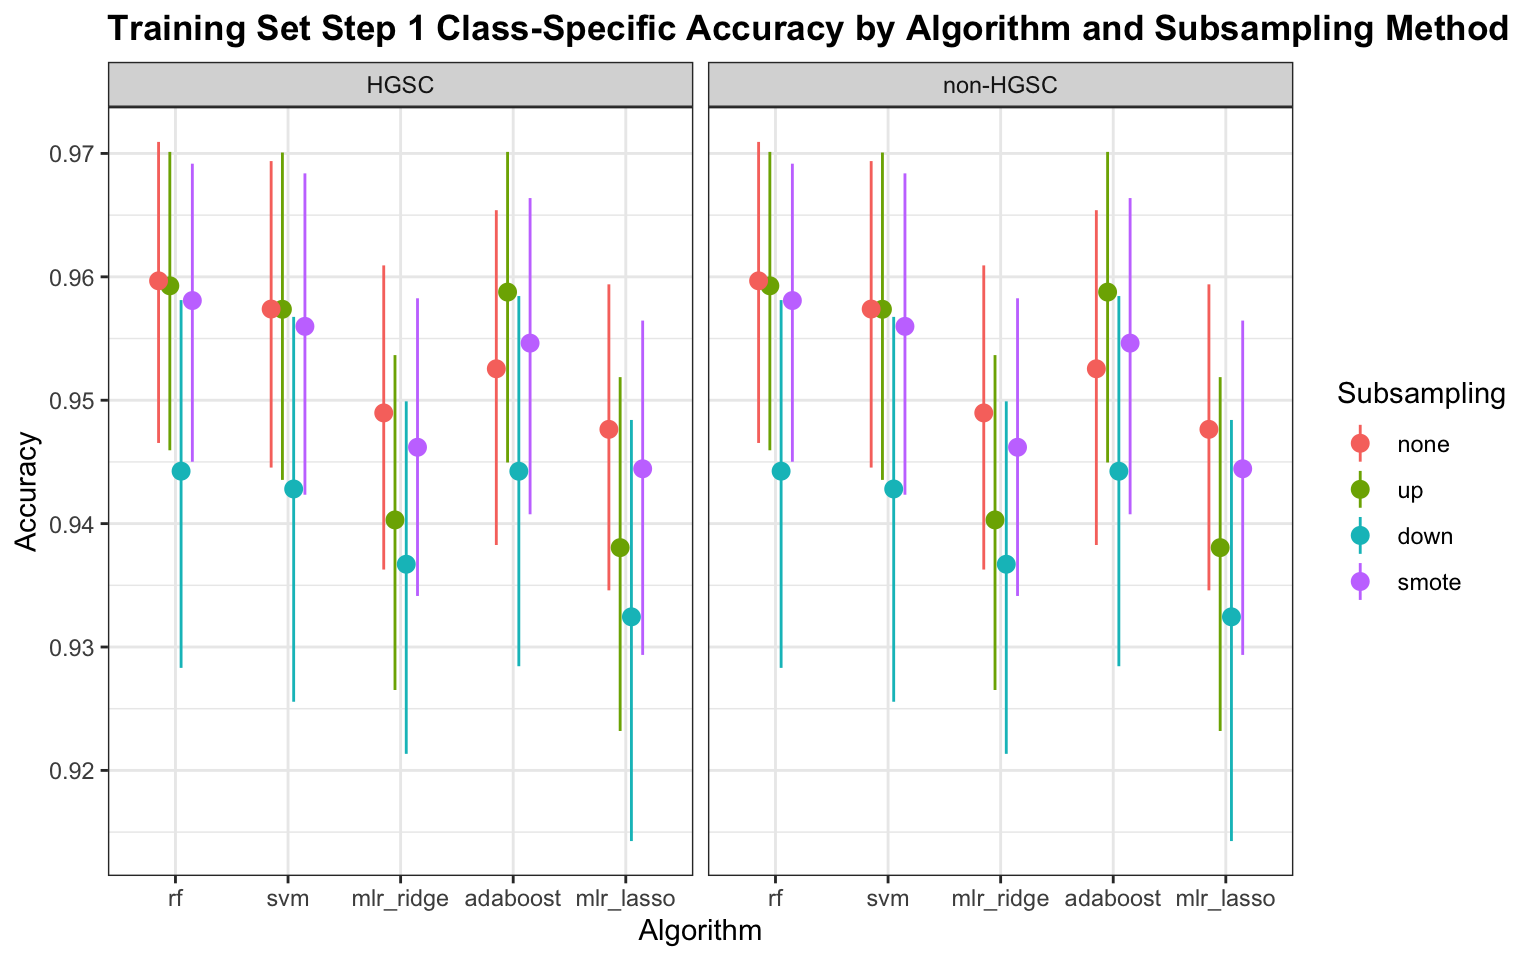 Training Set Step 1 Class-Specific Accuracy by Algorithm and Subsampling Method
HGSC
non-HGSC
0.97
0.96
0.95
0.94
0.93
0.92
Accuracy
rf svm mlr_ridge adaboost mlr_lasso
rf svm mlr_ridge adaboost mlr_lasso
Algorithm
Subsampling
none
up
down
smote